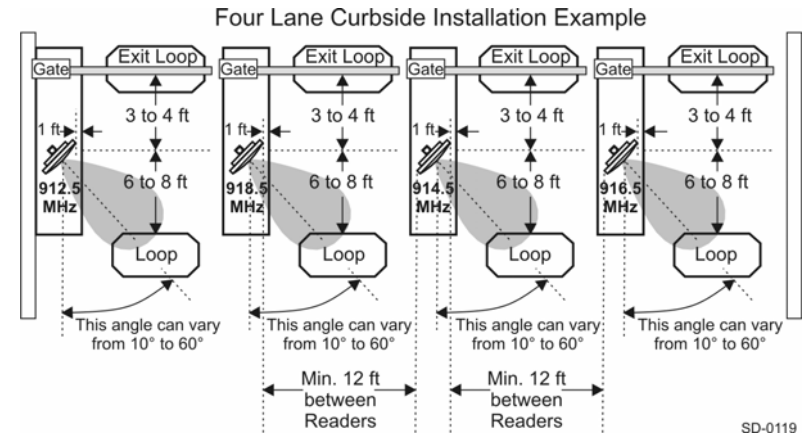 Four Lane Curbside Installation Example
Exit Loop Exit Loop Exit Loop Exit Loop
Gate Gate Gate Gate
3 to 4 ft 3 to 4 ft 3 to 4 ft 3 to 4 ft
1 ft 1 ft 1 ft 1 ft
912.5 6 to 8 ft 918.5 6 to 8 ft 914.5 6 to 8 ft 916.5 6 to 8 ft
MHz MHz MHz MHz
Loop Loop Loop Loop
This angle can vary This angle can vary This angle can vary This angle can vary
from 10° to 60° from 10° to 60° from 10° to 60° from 10° to 60°
Min. 12 ft Min. 12 ft
between between
Readers Readers
SD-0119